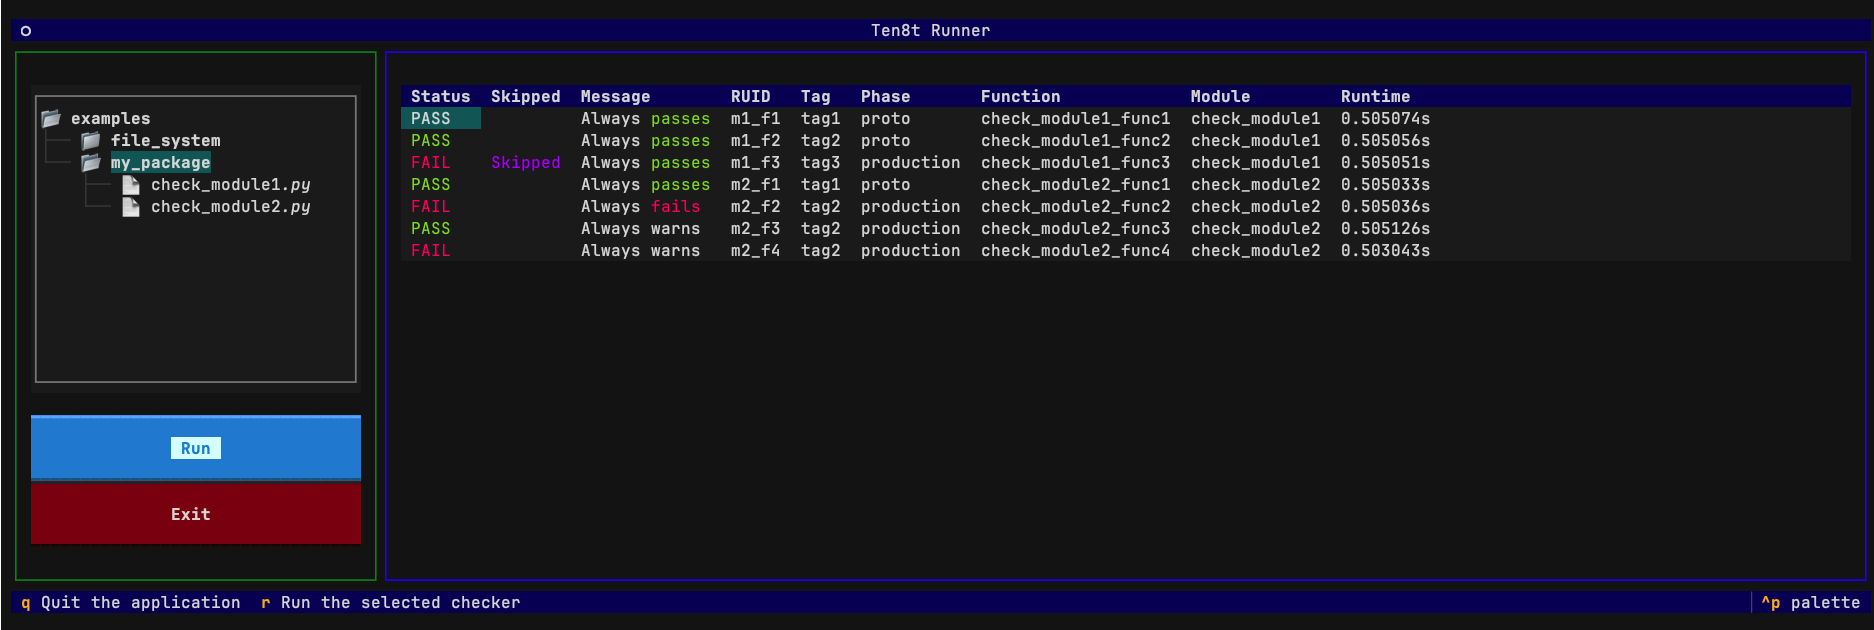 Ten8t Runner
examples
file_system
my_package
check_module1.py
check_module2.py
Run
Exit
Status Skipped Message RUID Tag Phase Function Module Runtime
PASS Always passes m1_f1 tag1 proto check_module1_func1 check_module1 0.505074s
PASS Always passes m1_f2 tag2 proto check_module1_func2 check_module1 0.505056s
FAIL Skipped Always passes m1_f3 tag3 production check_module1_func3 check_module1 0.505051s
PASS Always passes m2_f1 tag1 proto check_module2_func1 check_module2 0.505033s
FAIL Always fails m2_f2 tag2 production check_module2_func2 check_module2 0.505036s
PASS Always warns m2_f3 tag2 production check_module2_func3 check_module2 0.505126s
FAIL Always warns m2_f4 tag2 production check_module2_func4 check_module2 0.503043s
q Quit the application r Run the selected checker ^p palette